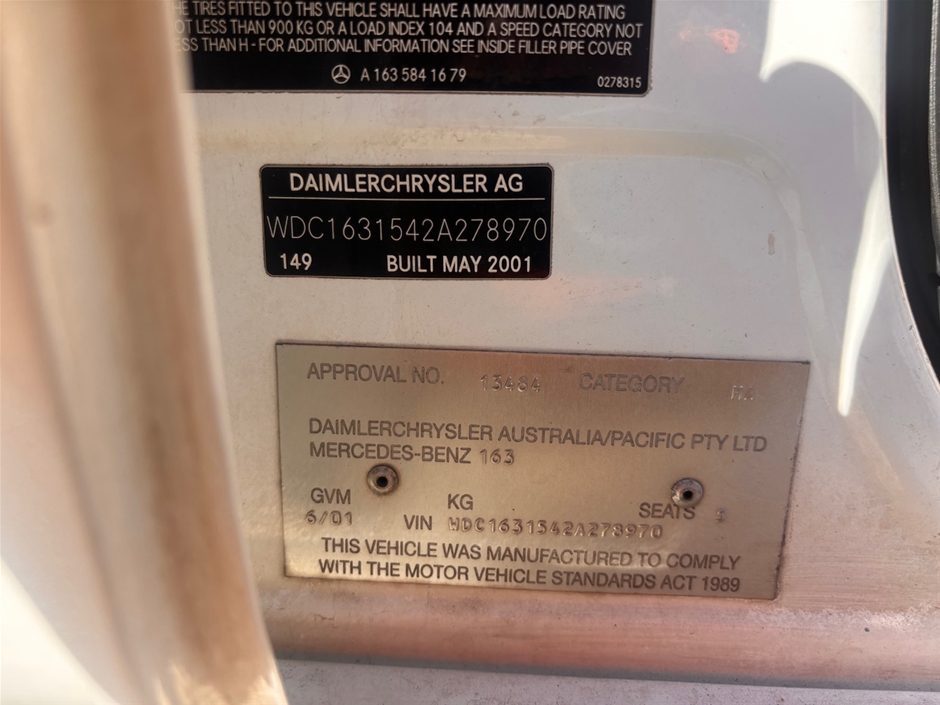 THE TIRES FITTED TO THIS VEHICLE SHALL HAVE A MAXIMUM LOAD RATING
NOT LESS THAN 900 KG OR A LOAD INDEX 104 AND A SPEED CATEGORY NOT
LESS THAN H - FOR ADDITIONAL INFORMATION SEE INSIDE FILLER PIPE COVER
A 163 584 16 79
0278315
DAIMLERCHRYSLER AG
WDC1631542A278970
149 BUILT MAY 2001
APPROVAL NO. 13484 CATEGORY
DAIMLERCHRYSLER AUSTRALIA/PACIFIC PTY LTD
MERCEDES-BENZ 163
GVM KG SEATS 5
6/01 VIN WDC1631542A278970
THIS VEHICLE WAS MANUFACTURED TO COMPLY
WITH THE MOTOR VEHICLE STANDARDS ACT 1989